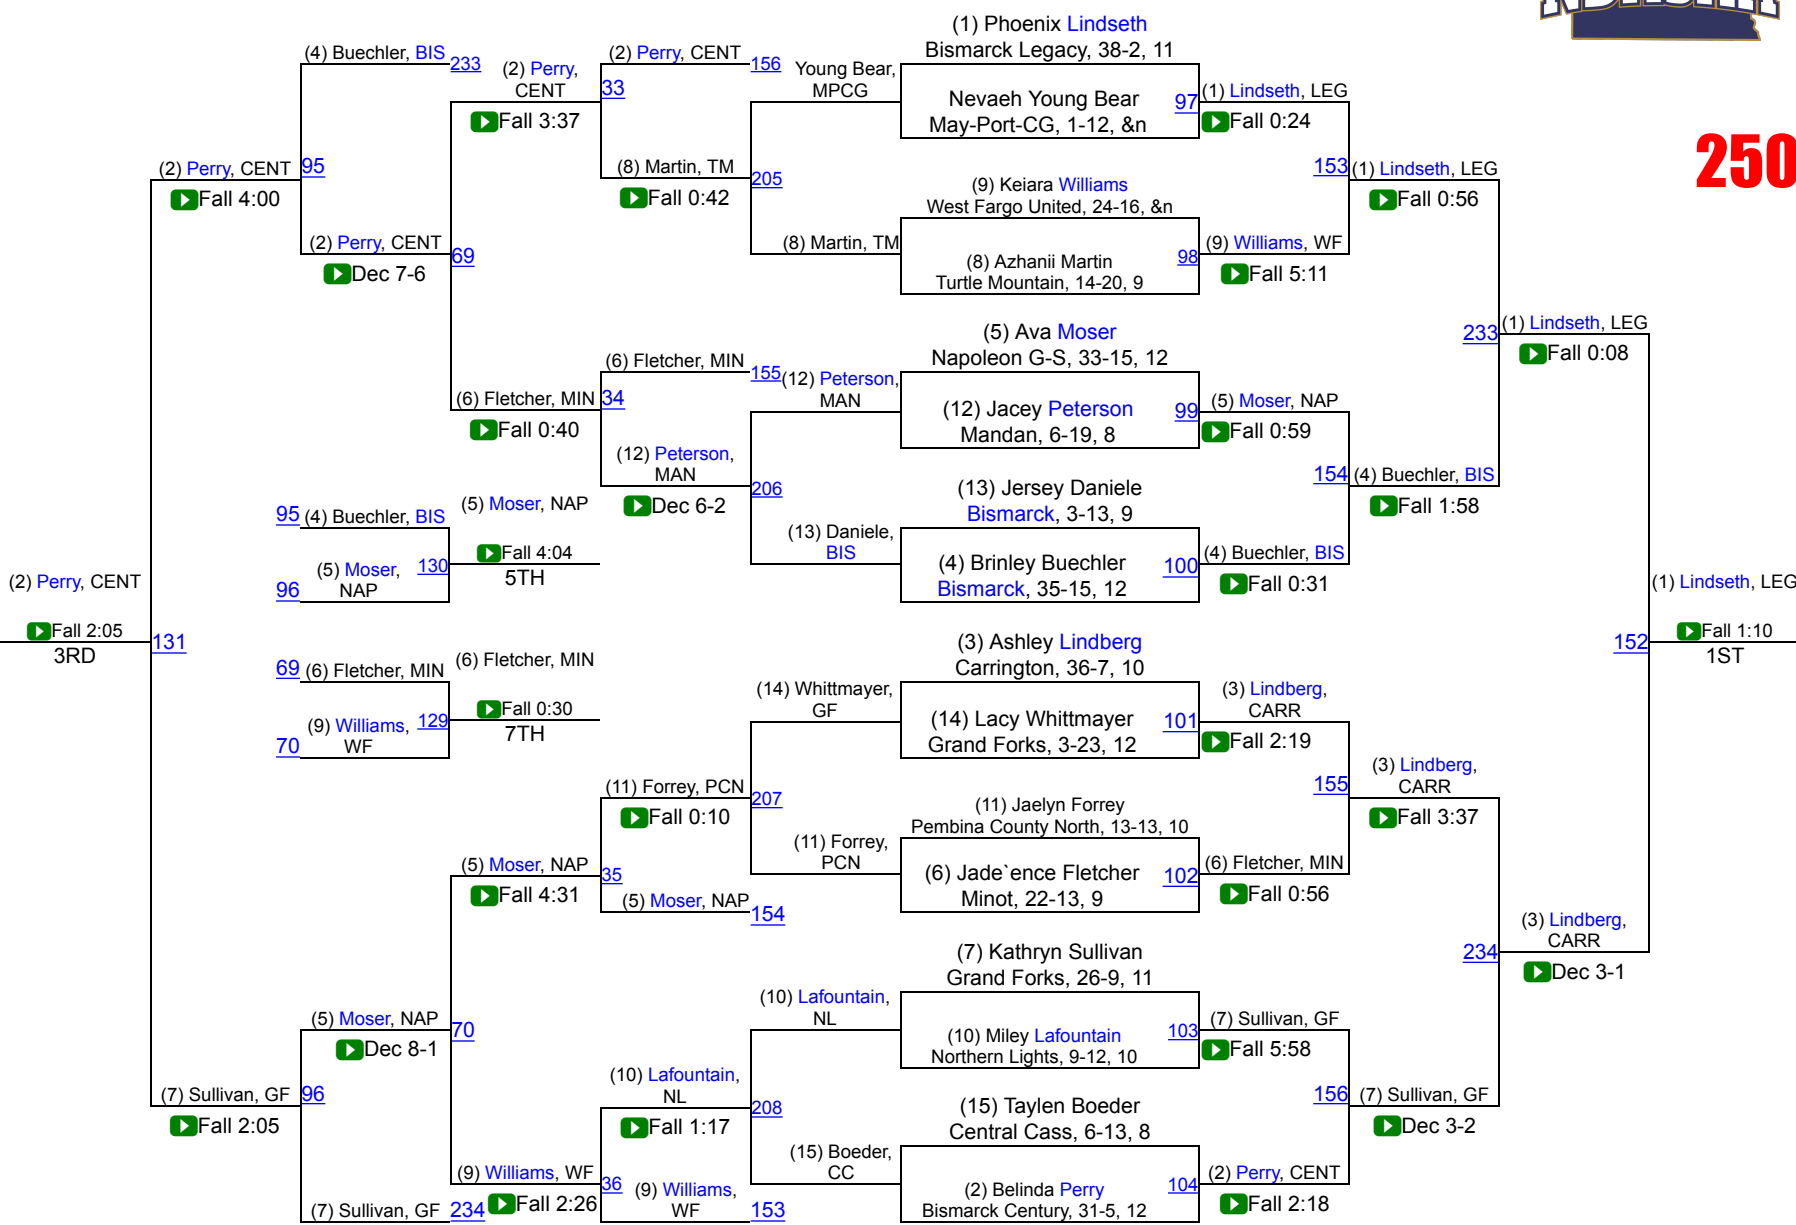 NDHSAA
250
(4) Buechler, BIS
233
(2) Perry, CENT
95
Fall 4:00
(2) Perry, CENT
69
Dec 7-6
(2) Perry,
CENT
33
Fall 3:37
(2) Perry, CENT
156
(8) Martin, TM
205
Fall 0:42
Young Bear,
MPCG
(8) Martin, TM
(6) Fletcher, MIN
155
(6) Fletcher, MIN
34
Fall 0:40
(12) Peterson,
MAN
206
Dec 6-2
(12) Peterson,
MAN
(13) Daniele,
BIS
95
(4) Buechler, BIS
(5) Moser, NAP
Fall 4:04
5TH
130
(5) Moser,
NAP
96
(2) Perry, CENT
Fall 2:05
3RD
131
69
(6) Fletcher, MIN
(6) Fletcher, MIN
Fall 0:30
7TH
129
(9) Williams,
WF
70
(14) Whittmayer,
GF
(11) Forrey, PCN
207
Fall 0:10
(11) Forrey,
PCN
(5) Moser, NAP
35
Fall 4:31
(5) Moser, NAP
154
(10) Lafountain,
NL
(5) Moser, NAP
70
Dec 8-1
(10) Lafountain,
NL
208
Fall 1:17
(7) Sullivan, GF
96
Fall 2:05
(15) Boeder,
CC
(9) Williams, WF
36
Fall 2:26
(9) Williams,
WF
153
(7) Sullivan, GF
234
(1) Phoenix Lindseth
Bismarck Legacy, 38-2, 11
Nevaeh Young Bear
May-Port-CG, 1-12, &n
97
(1) Lindseth, LEG
Fall 0:24
(9) Keiara Williams
West Fargo United, 24-16, &n
(8) Azhanii Martin
Turtle Mountain, 14-20, 9
98
(9) Williams, WF
Fall 5:11
153
(1) Lindseth, LEG
Fall 0:56
(5) Ava Moser
Napoleon G-S, 33-15, 12
(12) Jacey Peterson
Mandan, 6-19, 8
99
(5) Moser, NAP
Fall 0:59
(13) Jersey Daniele
Bismarck, 3-13, 9
(4) Brinley Buechler
Bismarck, 35-15, 12
100
(4) Buechler, BIS
Fall 0:31
154
(4) Buechler, BIS
Fall 1:58
233
(1) Lindseth, LEG
Fall 0:08
(3) Ashley Lindberg
Carrington, 36-7, 10
(14) Lacy Whittmayer
Grand Forks, 3-23, 12
101
(3) Lindberg,
CARR
Fall 2:19
(11) Jaelyn Forrey
Pembina County North, 13-13, 10
(6) Jade`ence Fletcher
Minot, 22-13, 9
102
(6) Fletcher, MIN
Fall 0:56
155
(3) Lindberg,
CARR
Fall 3:37
(7) Kathryn Sullivan
Grand Forks, 26-9, 11
(10) Miley Lafountain
Northern Lights, 9-12, 10
103
(7) Sullivan, GF
Fall 5:58
(15) Taylen Boeder
Central Cass, 6-13, 8
(2) Belinda Perry
Bismarck Century, 31-5, 12
104
(2) Perry, CENT
Fall 2:18
156
(7) Sullivan, GF
Dec 3-2
234
(3) Lindberg,
CARR
Dec 3-1
152
(1) Lindseth, LEG
Fall 1:10
1ST